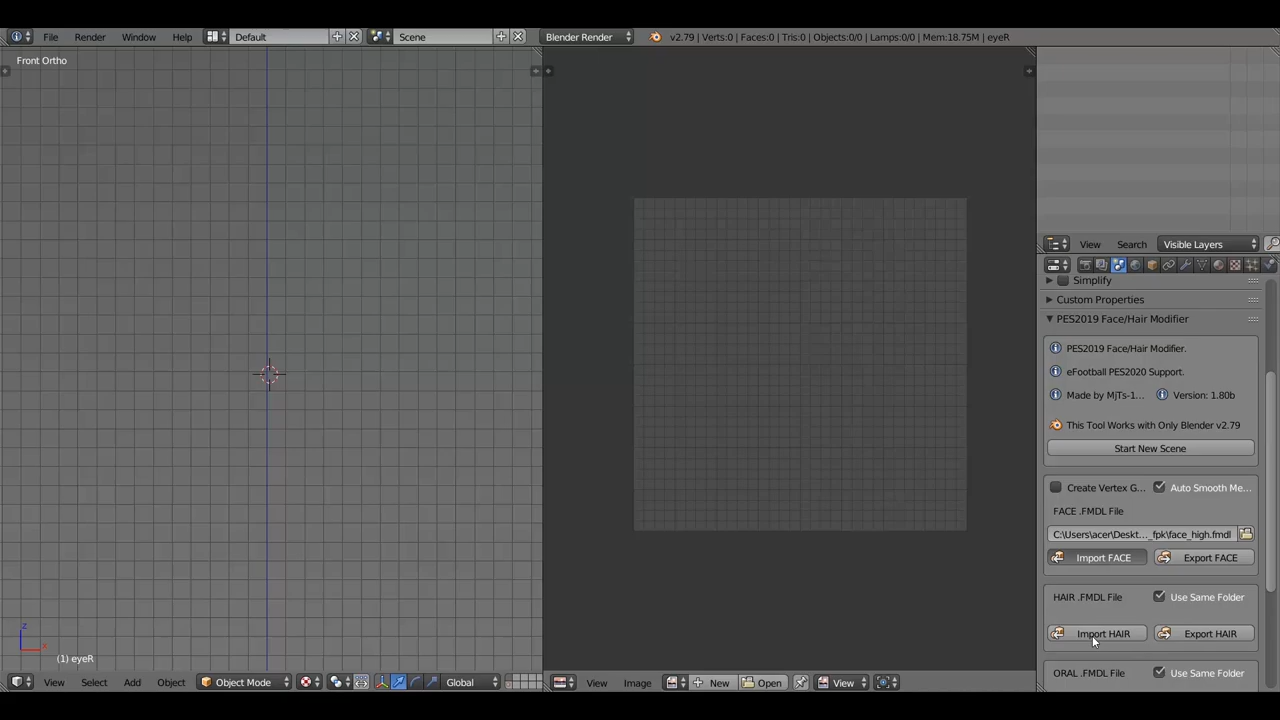 File Render Window Help Default Scene Blender Render v2.79 | Verts:0 | Faces:0 | Tris:0 | Objects:0/0 | Lamps:0/0 | Mem:18.75M | eyeR
Front Ortho
View Search Visible Layers
Simplify
Custom Properties
PES2019 Face/Hair Modifier
PES2019 Face/Hair Modifier.
eFootball PES2020 Support.
Made by MjTs-1... Version: 1.80b
This Tool Works with Only Blender v2.79
Start New Scene
Create Vertex G... Auto Smooth Me...
FACE .FMDL File
C:\Users\acer\Deskt..._fpk\face_high.fmdl
Import FACE Export FACE
HAIR .FMDL File Use Same Folder
Import HAIR Export HAIR
ORAL .FMDL File Use Same Folder
z
x
(1) eyeR
View Select Add Object Object Mode Global View Image New Open View